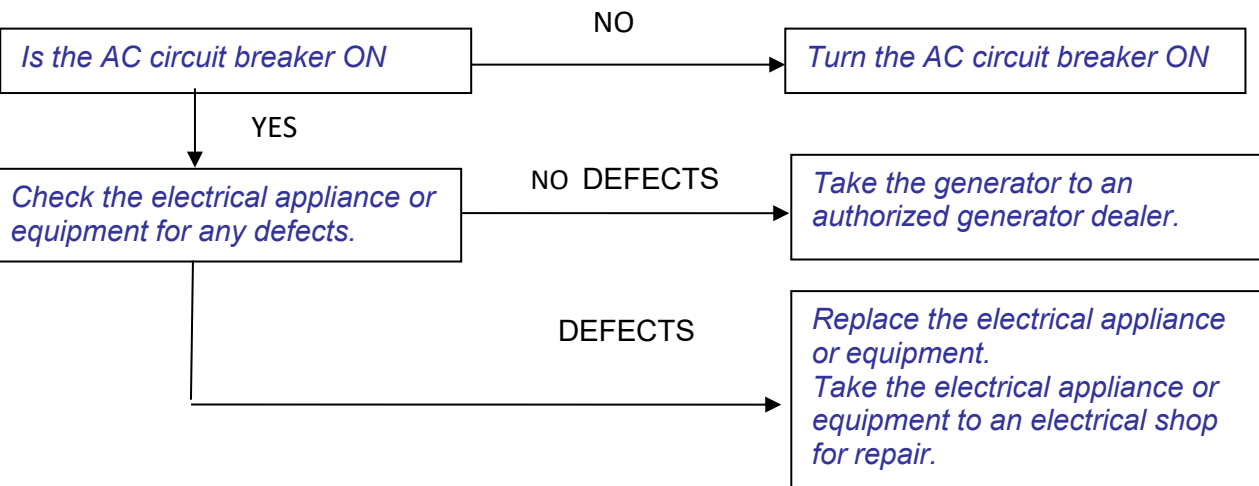 NO
Is the AC circuit breaker ON
Turn the AC circuit breaker ON
YES
Check the electrical appliance or
equipment for any defects.
NO DEFECTS
Take the generator to an
authorized generator dealer.
DEFECTS
Replace the electrical appliance
or equipment.
Take the electrical appliance or
equipment to an electrical shop
for repair.